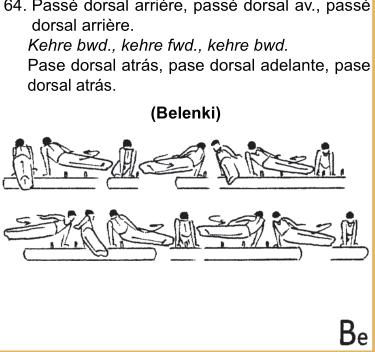 64. Passé dorsal arrière, passé dorsal av., passé
dorsal arrière.
Kehre bwd., kehre fwd., kehre bwd.
Pase dorsal atrás, pase dorsal adelante, pase
dorsal atrás.
(Belenki)
Be